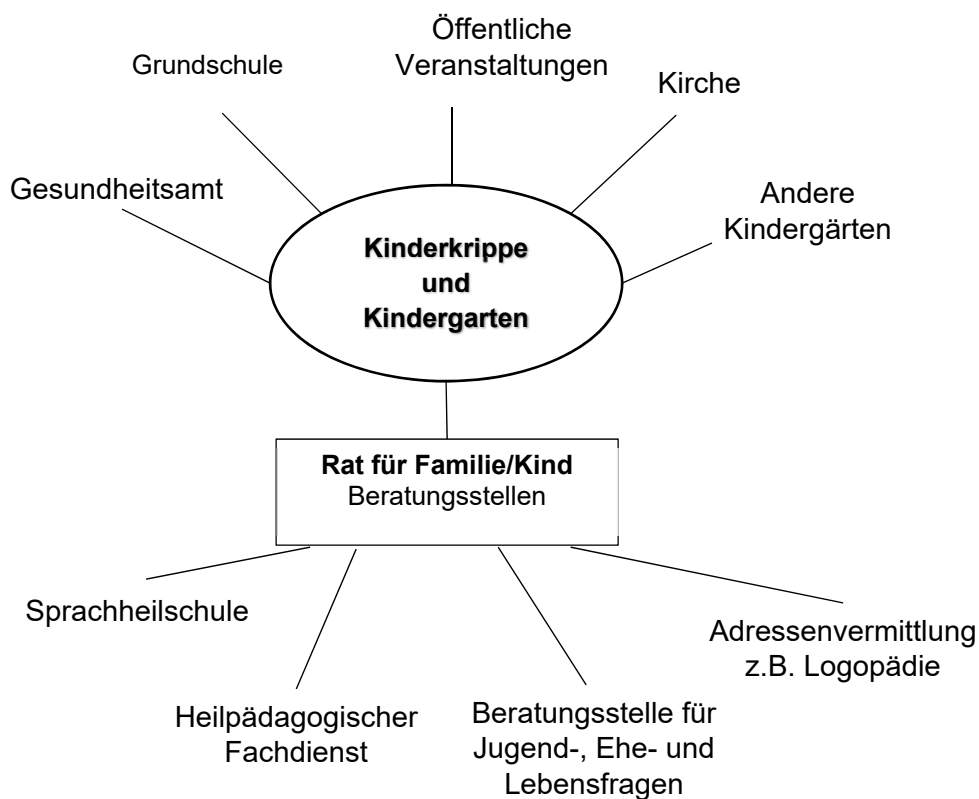 Öffentliche
Veranstaltungen
Grundschule
Kirche
Gesundheitsamt
Andere
Kindergärten
Kinderkrippe
und
Kindergarten
Rat für Familie/Kind
Beratungsstellen
Sprachheilschule
Adressenvermittlung
z.B. Logopädie
Heilpädagogischer
Fachdienst
Beratungsstelle für
Jugend-, Ehe- und
Lebensfragen